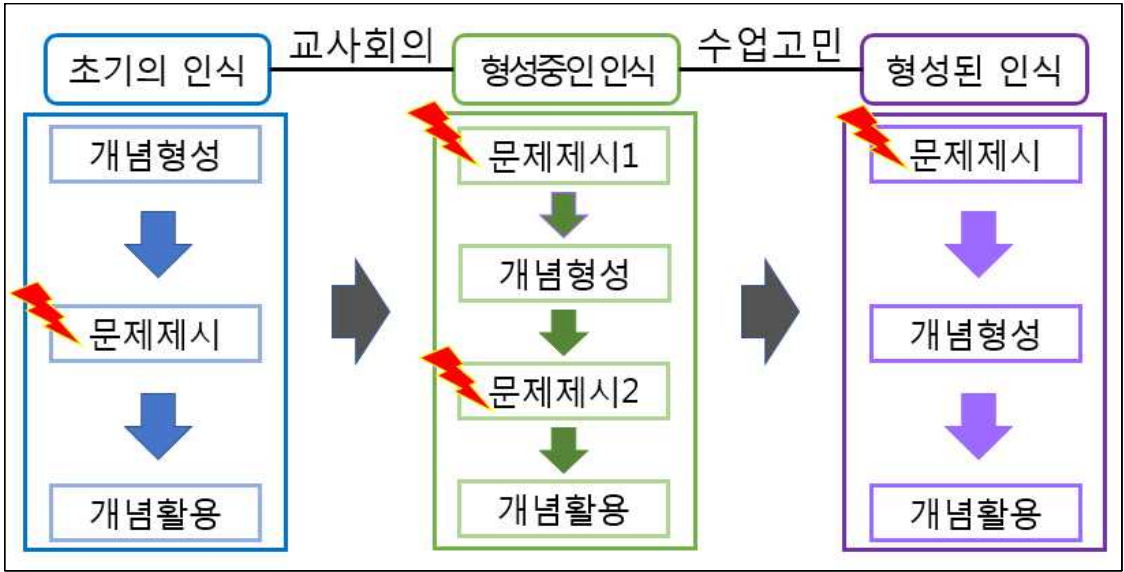 초기의 인식
교사회의
형성중인 인식
수업고민
형성된 인식
개념형성
문제제시
개념활용
문제제시1
개념형성
문제제시2
개념활용
문제제시
개념형성
개념활용